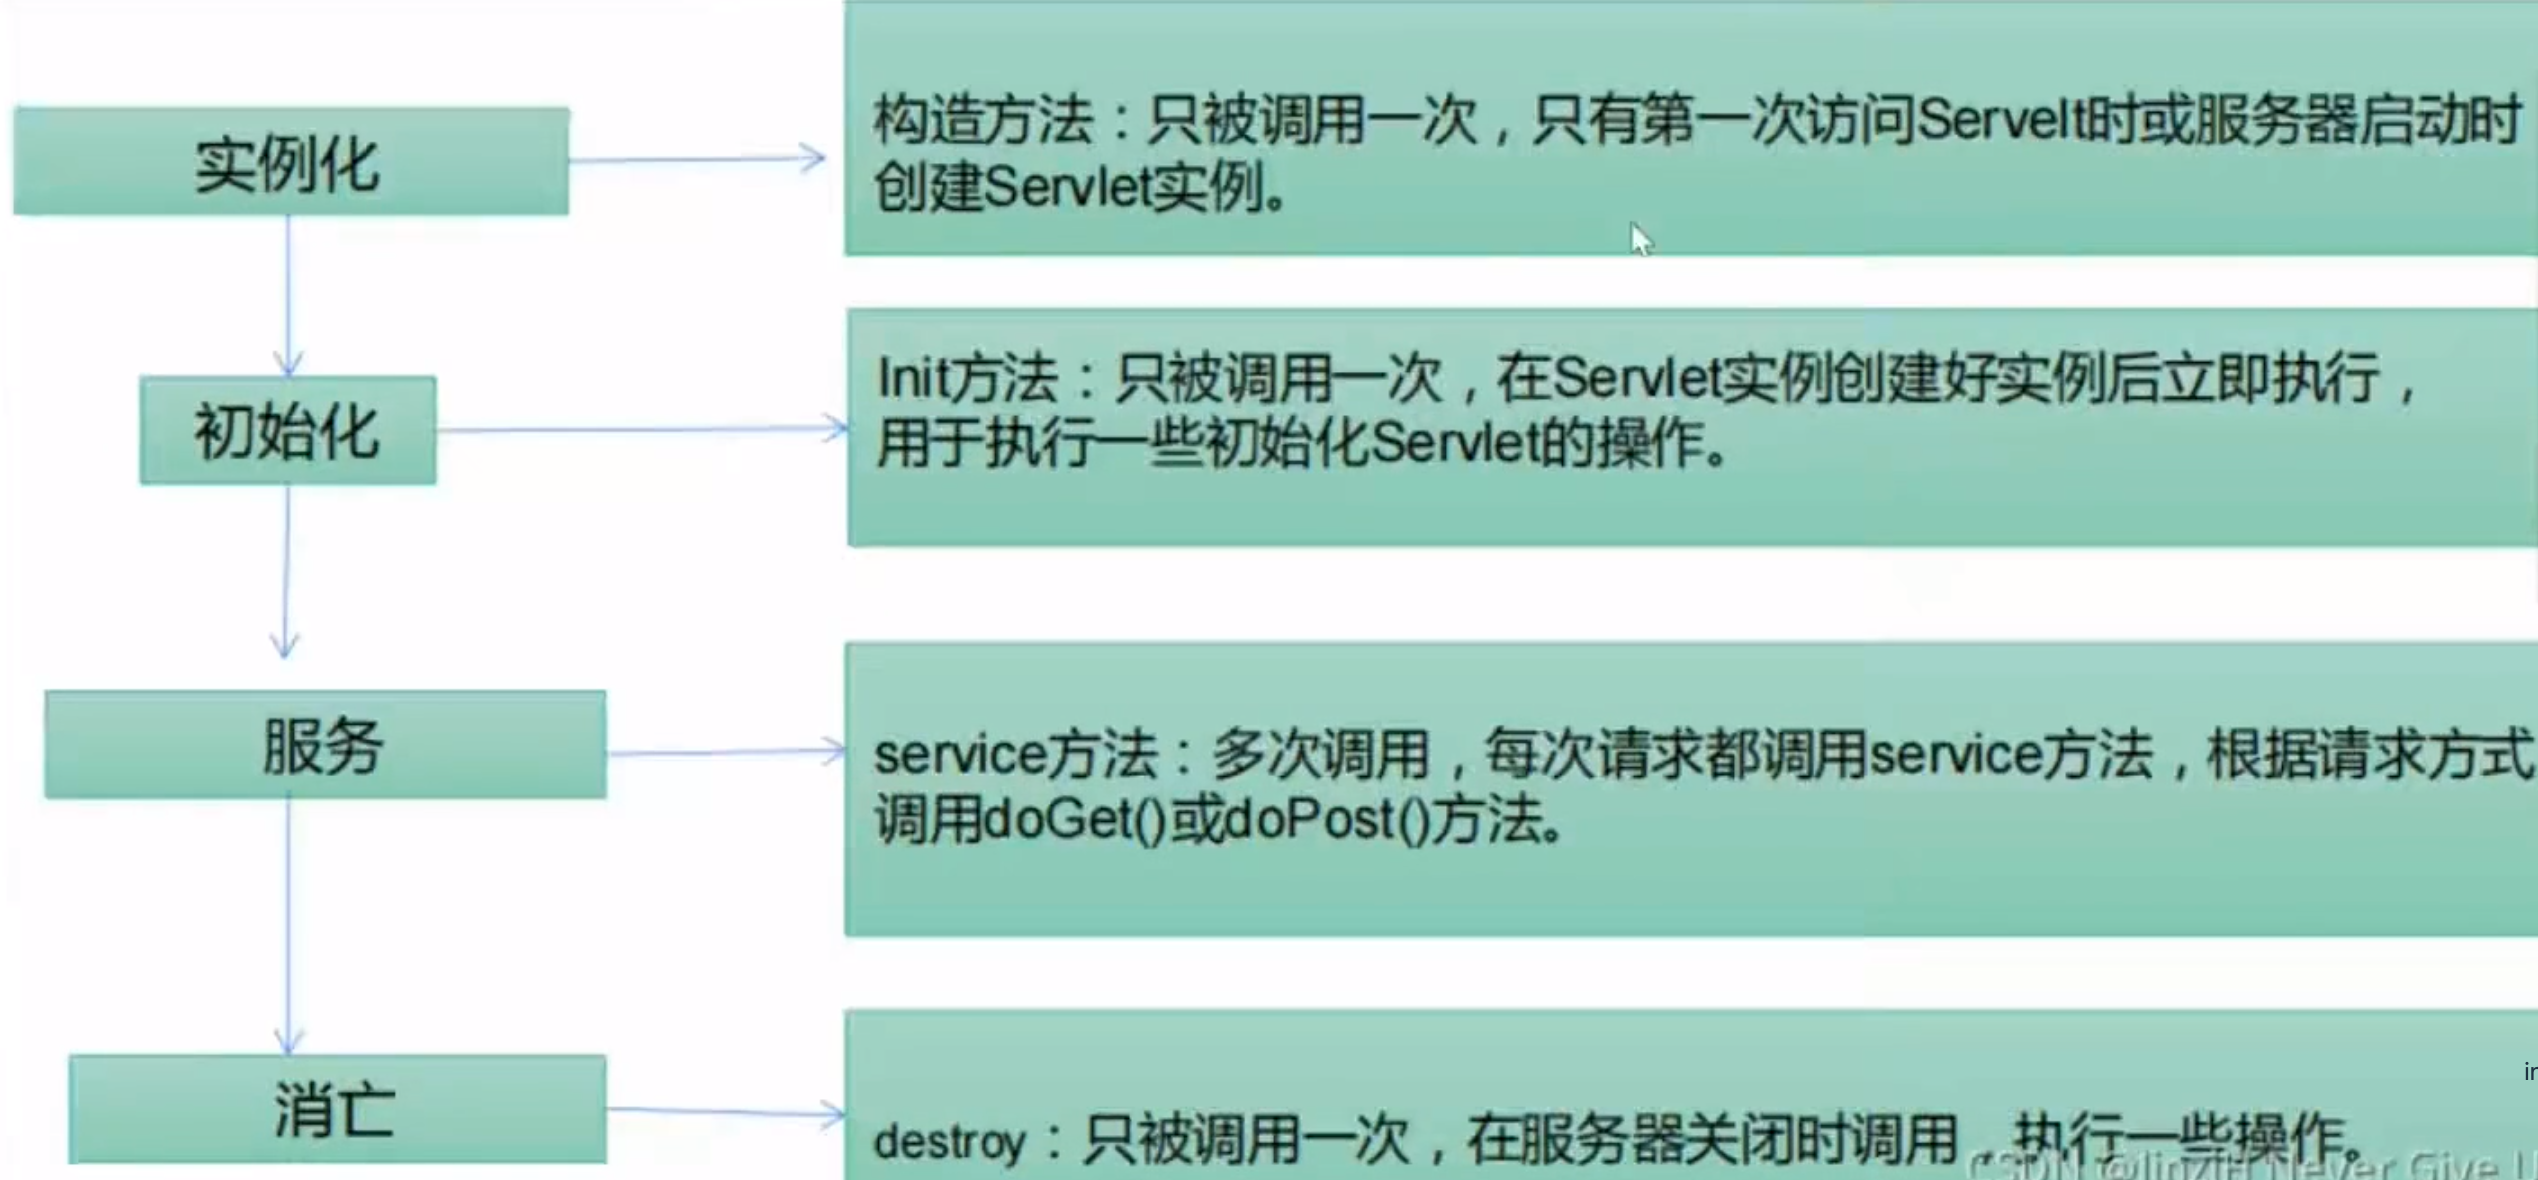 实例化
构造方法：只被调用一次，只有第一次访问Servelt时或服务器启动时
创建Servlet实例。
初始化
Init方法：只被调用一次，在Servlet实例创建好实例后立即执行，
用于执行一些初始化Servlet的操作。
服务
service方法：多次调用，每次请求都调用service方法，根据请求方式
调用doGet()或doPost()方法。
消亡
destroy：只被调用一次，在服务器关闭时调用，执行一些操作。
CSDN Never Give